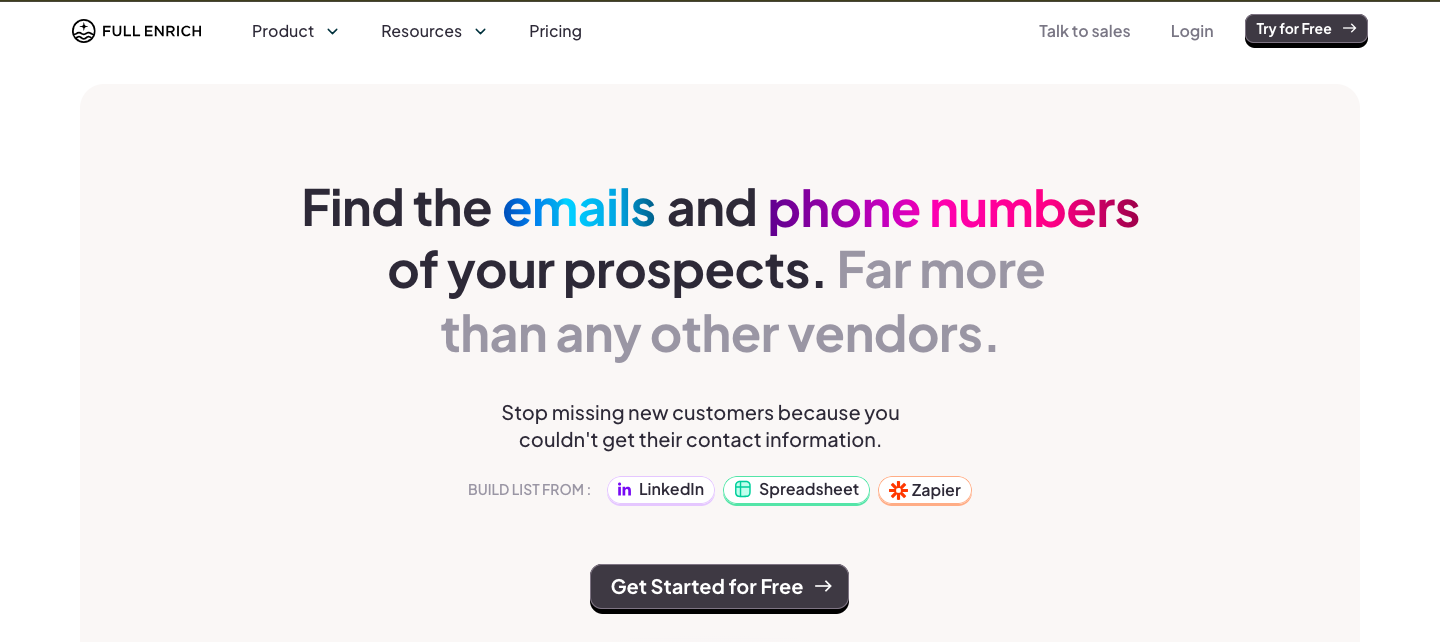 FULL ENRICH
Product
Resources
Pricing
Talk to sales
Login
Try for Free
Find the emails and phone numbers
of your prospects. Far more
than any other vendors.
Stop missing new customers because you
couldn't get their contact information.
BUILD LIST FROM :
in LinkedIn
Spreadsheet
Zapier
Get Started for Free